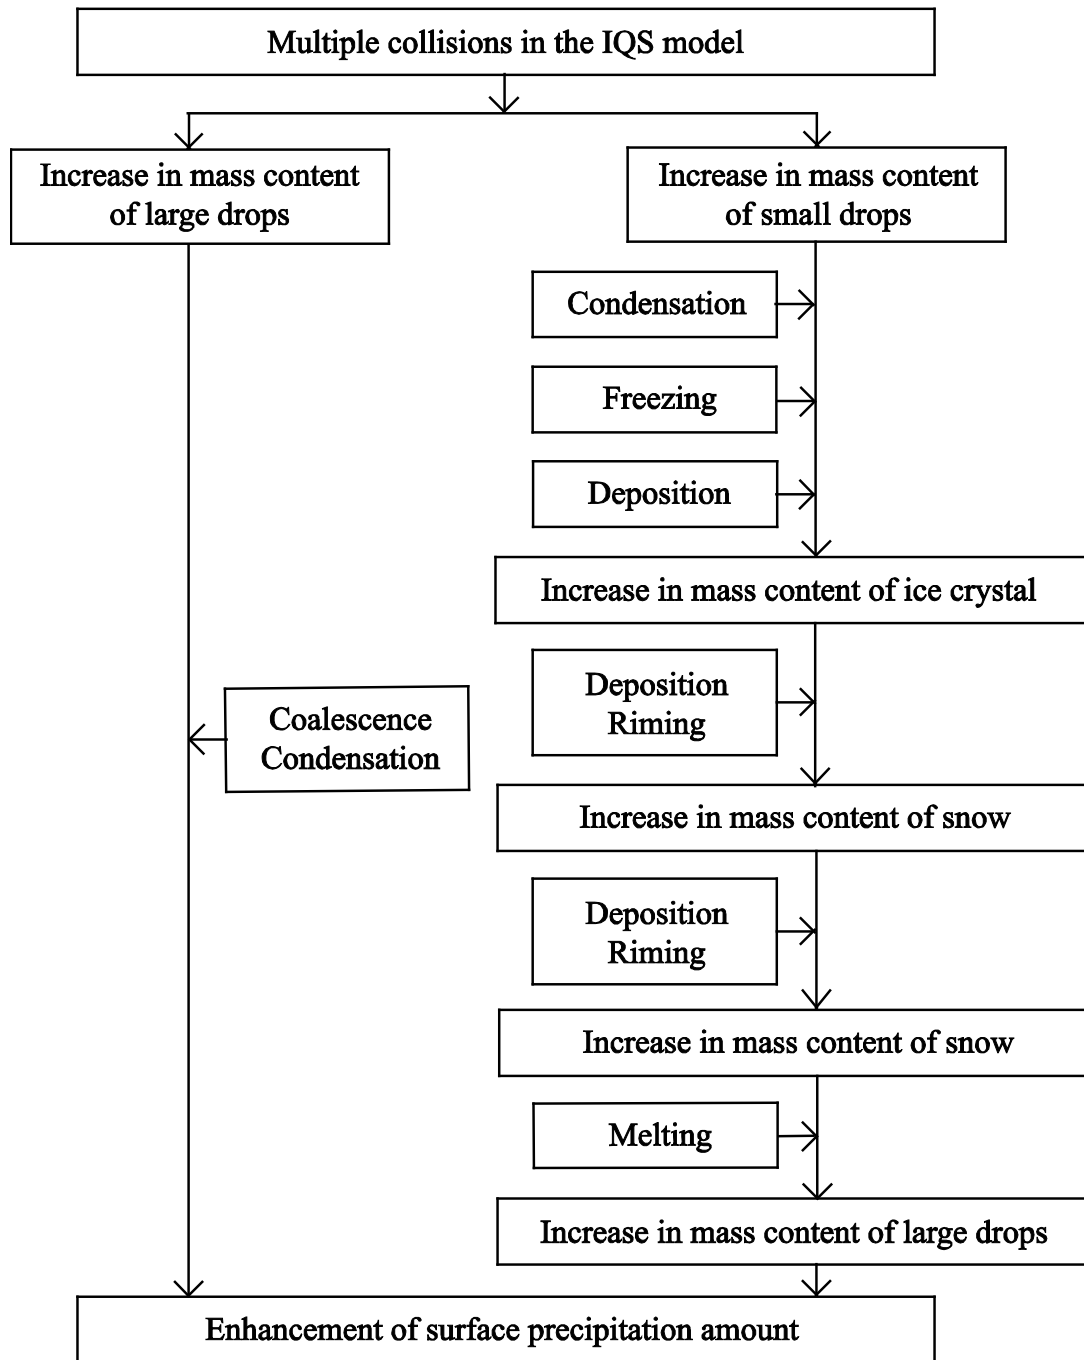 Multiple collisions in the IQS model
Increase in mass content
of large drops
Increase in mass content
of small drops
Condensation
Freezing
Deposition
Increase in mass content of ice crystal
Deposition
Riming
Coalescence
Condensation
Increase in mass content of snow
Deposition
Riming
Increase in mass content of snow
Melting
Increase in mass content of large drops
Enhancement of surface precipitation amount